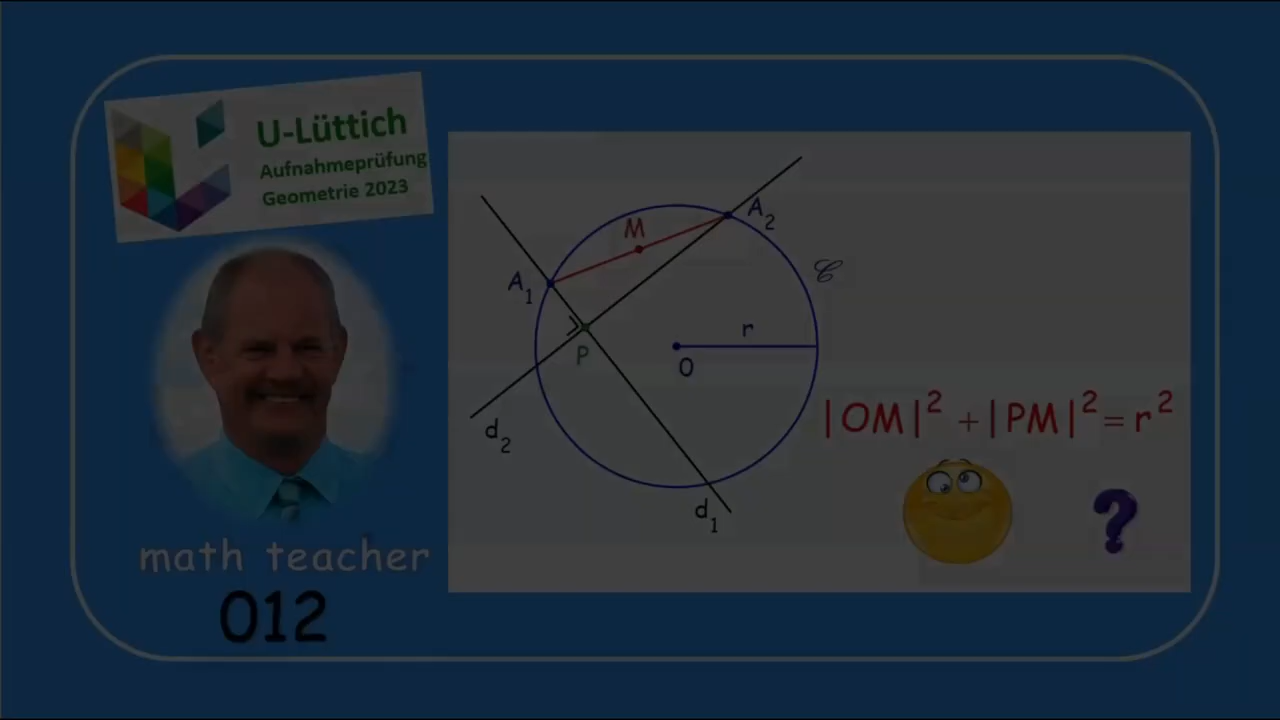 U-Lüttich
Aufnahmeprüfung
Geometrie 2023
A₂
M
𝒞
A₁
r
P
O
d₂
|OM|² + |PM|² = r²
d₁
?
math teacher
012